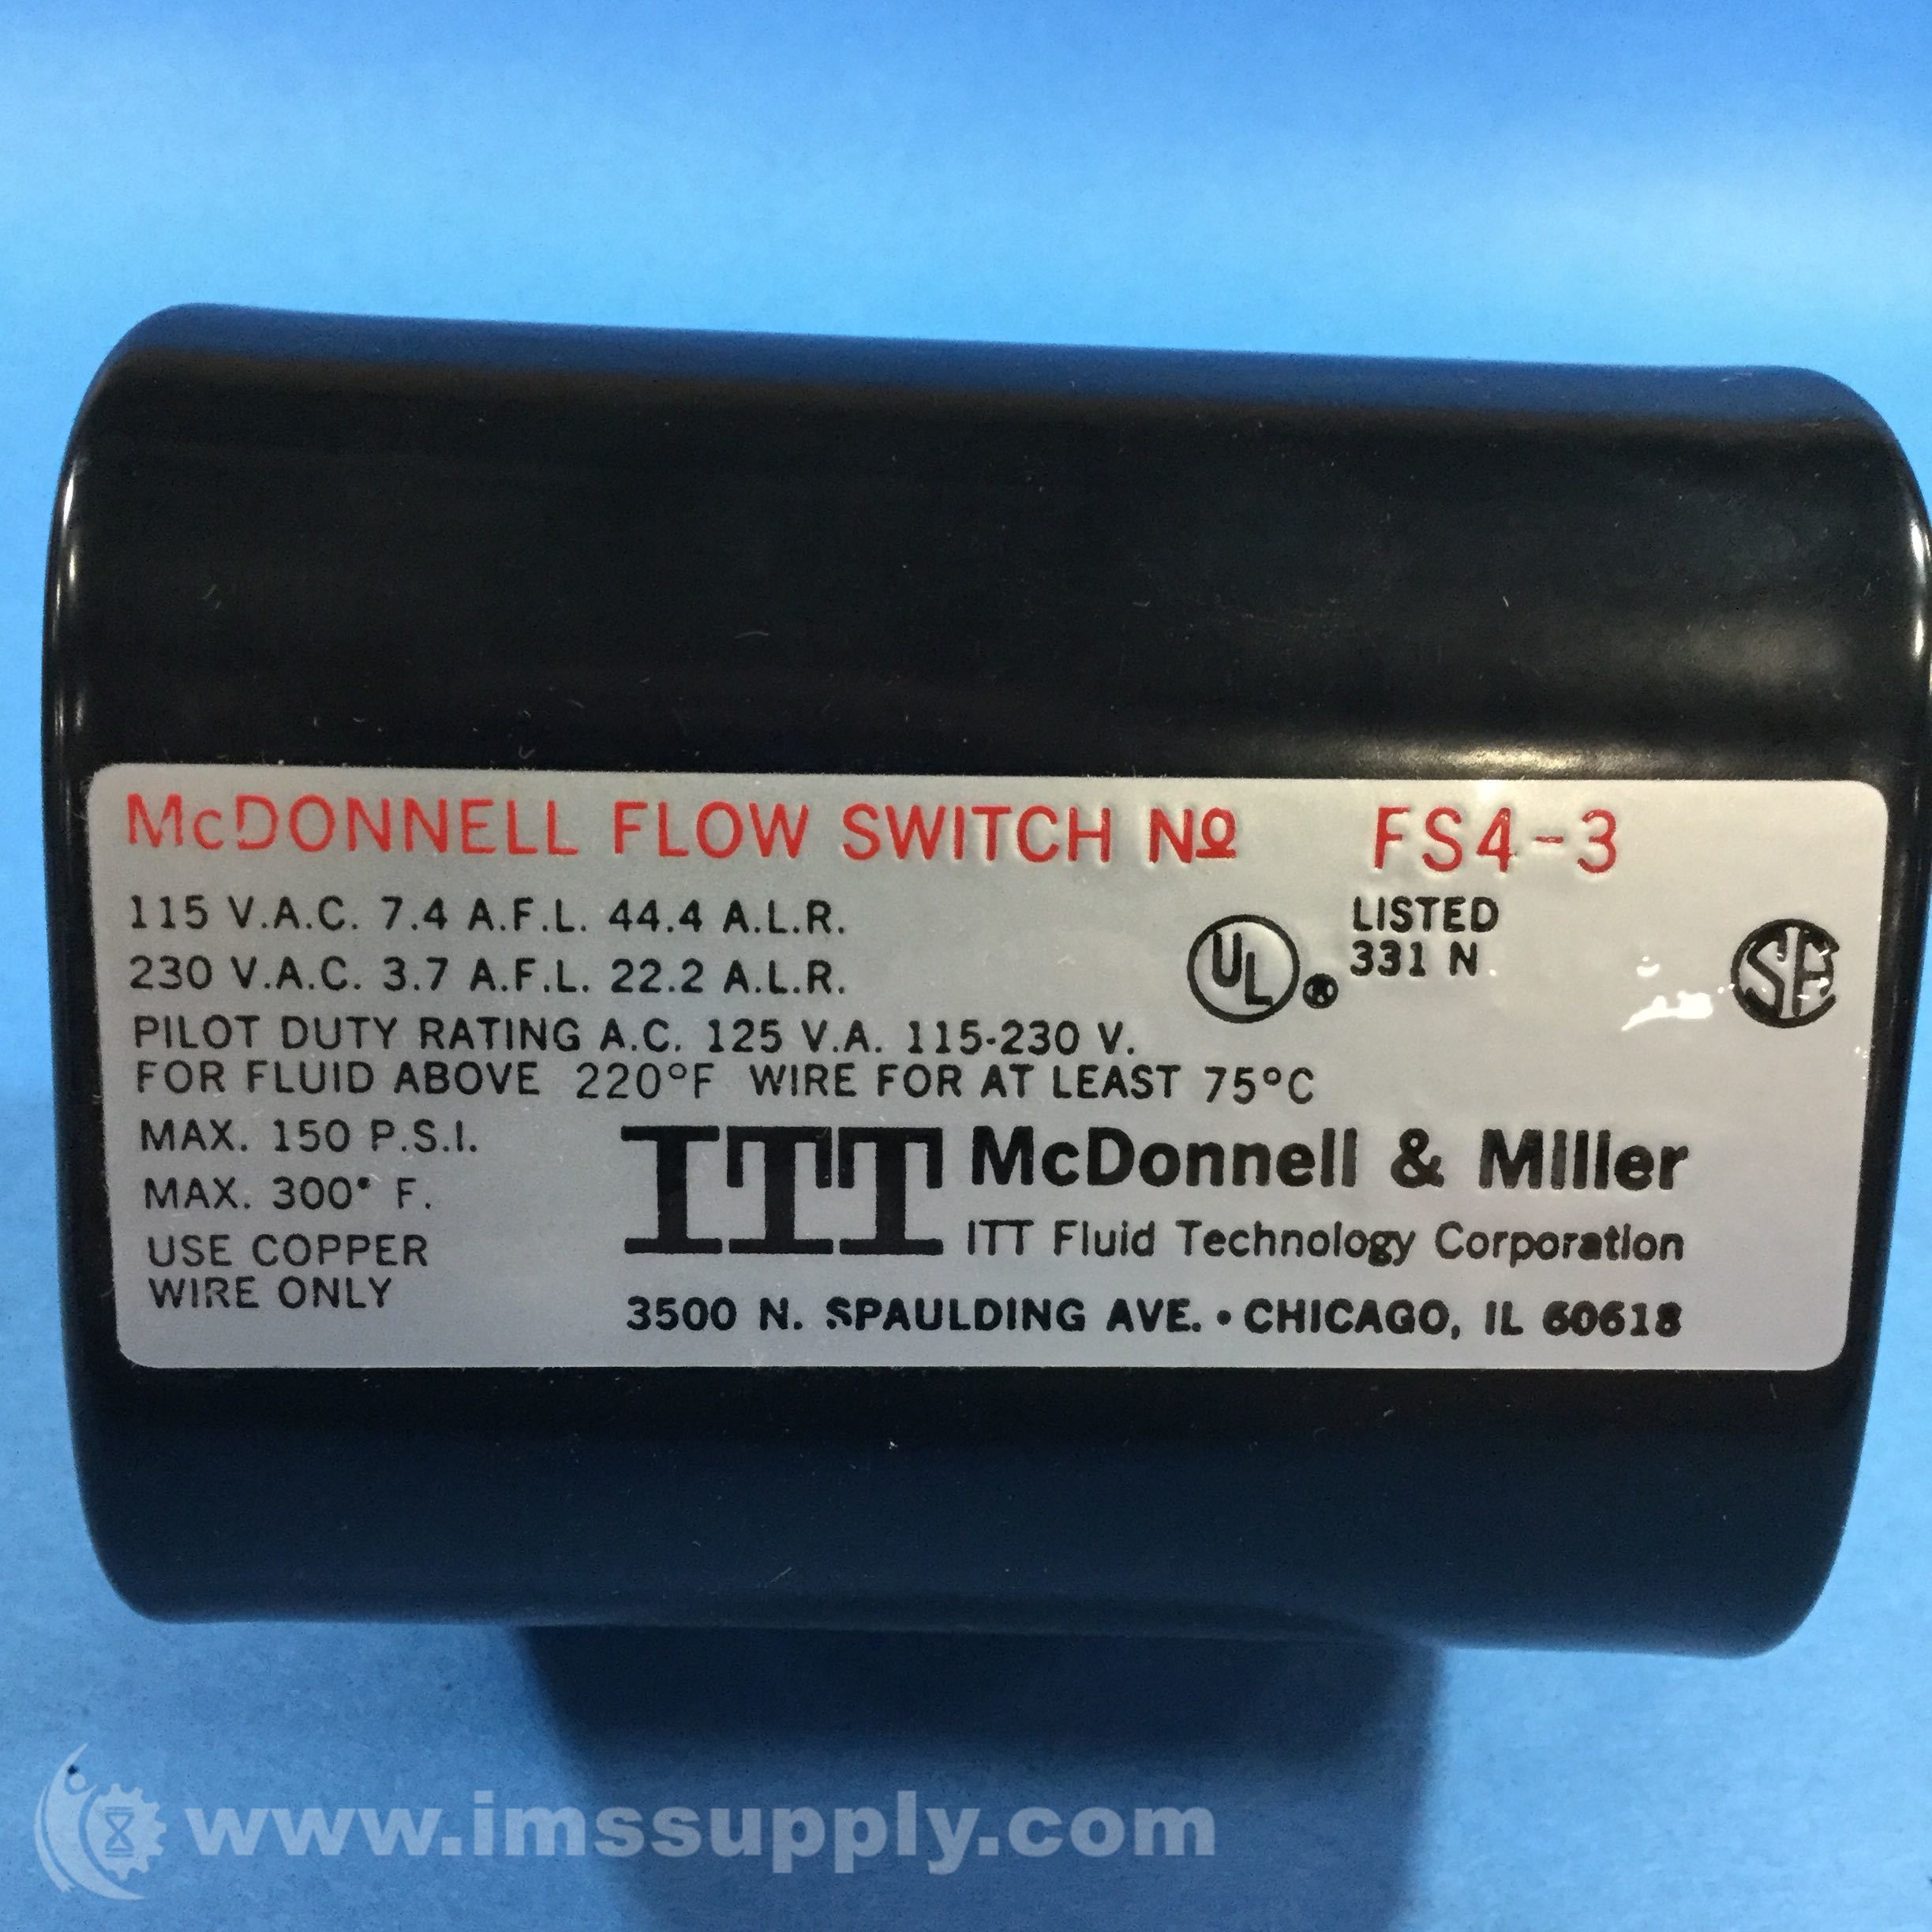 McDONNELL FLOW SWITCH Nº FS4-3
115 V.A.C. 7.4 A.F.L. 44.4 A.L.R.
230 V.A.C. 3.7 A.F.L. 22.2 A.L.R.
UL ® LISTED
331 N
SA
PILOT DUTY RATING A.C. 125 V.A. 115-230 V.
FOR FLUID ABOVE 220°F WIRE FOR AT LEAST 75°C
MAX. 150 P.S.I.
MAX. 300° F.
USE COPPER
WIRE ONLY
ITT McDonnell & Miller
ITT Fluid Technology Corporation
3500 N. SPAULDING AVE. • CHICAGO, IL 60618
www.imssupply.com